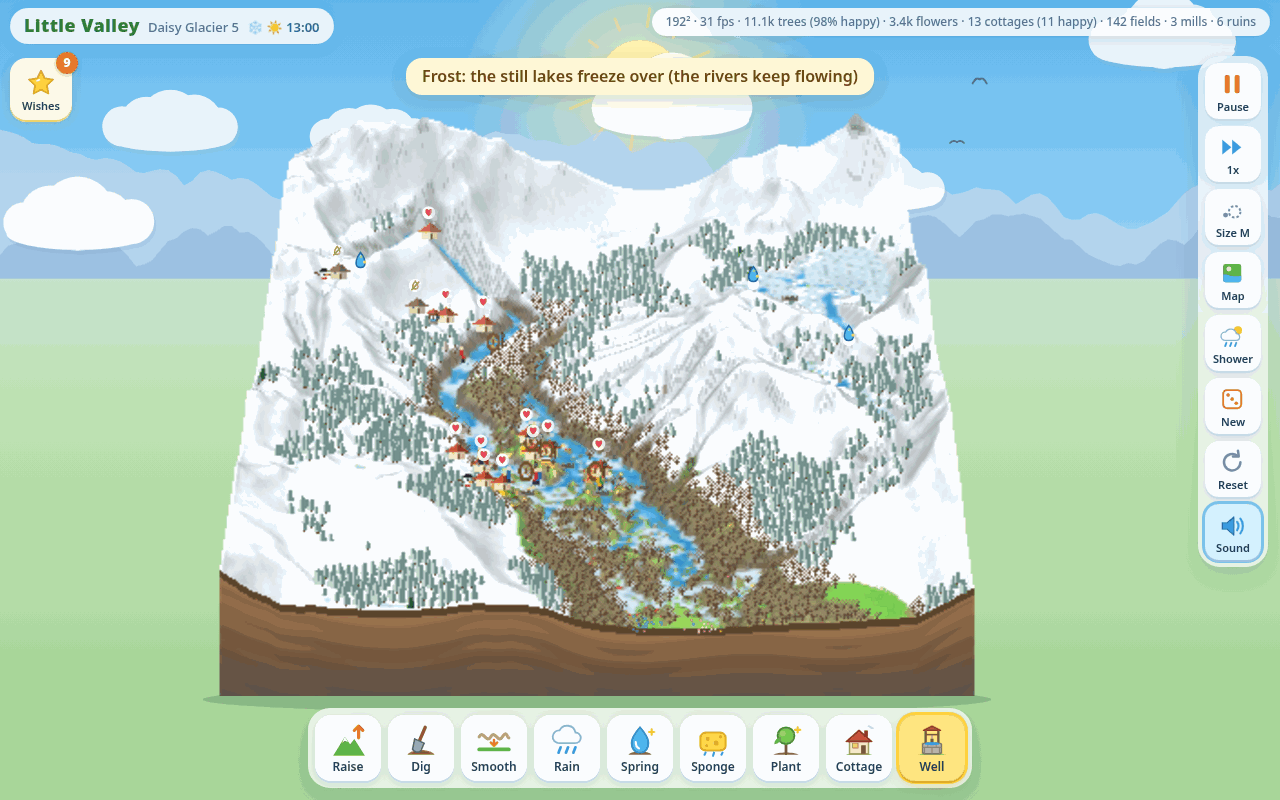 Little Valley Daisy Glacier 5 13:00
192² · 31 fps · 11.1k trees (98% happy) · 3.4k flowers · 13 cottages (11 happy) · 142 fields · 3 mills · 6 ruins
9
Wishes
Frost: the still lakes freeze over (the rivers keep flowing)
Pause
1x
Size M
Map
Shower
New
Reset
Sound
Raise Dig Smooth Rain Spring Sponge Plant Cottage Well